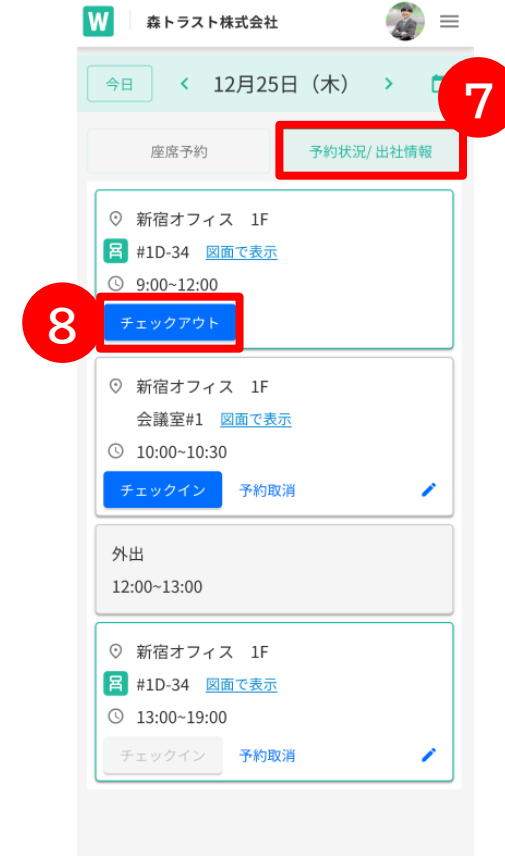 W 森トラスト株式会社
今日 < 12月25日（木） >
7
座席予約 予約状況/出社情報
新宿オフィス 1F
#1D-34 図面で表示
9:00~12:00
8
チェックアウト
新宿オフィス 1F
会議室#1 図面で表示
10:00~10:30
チェックイン 予約取消
外出
12:00~13:00
新宿オフィス 1F
#1D-34 図面で表示
13:00~19:00
チェックイン 予約取消